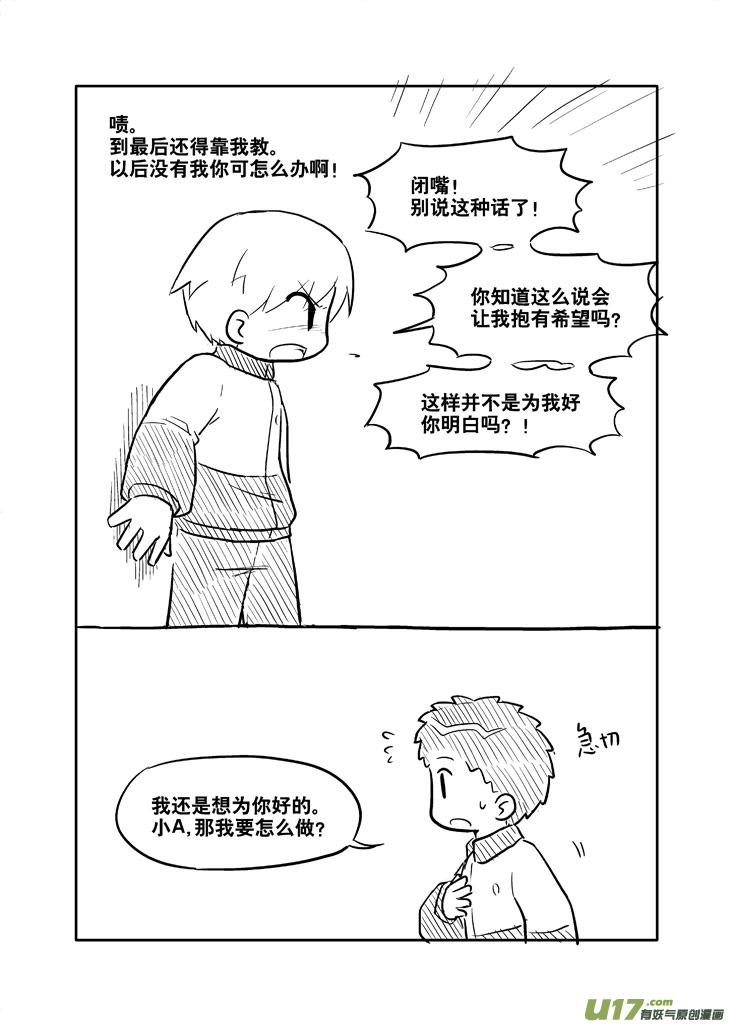 啧。
到最后还得靠我教。
以后没有我你可怎么办啊！
闭嘴！
别说这种话了！
你知道这么说会
让我抱有希望吗？
这样并不是为我好
你明白吗？！
急切
我还是想为你好的。
小A，那我要怎么做？
U17.com
有妖气原创漫画